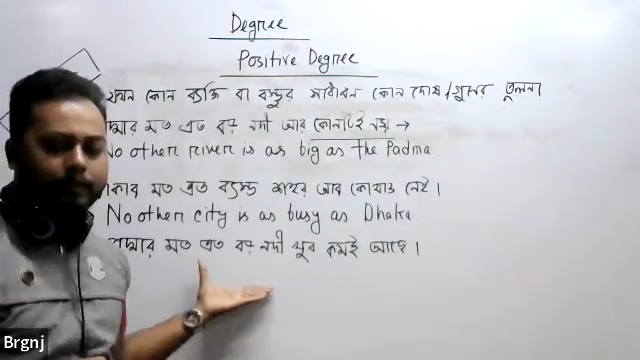 Degree
Positive Degree
যখন কোন ব্যক্তি বা বস্তুর সাধারন কোন দোষ/গুনের তুলনা
মত এত বড় নদী আর কোনটিই নয় →
No other river is as big as the Padma.
মত এত ব্যস্ত শহর আর কোথাও নেই।
No other city is as busy as Dhaka.
পদ্মার মত এত বড় নদী খুব কমই আছে।
Brgnj